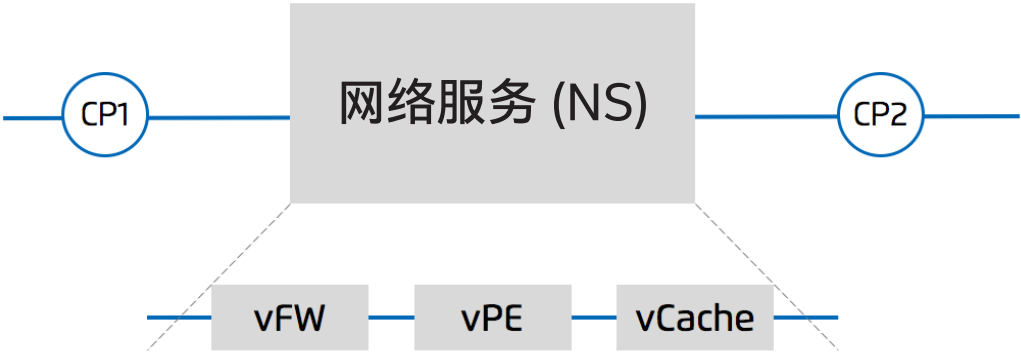 CP1
网络服务 (NS)
CP2
vFW
vPE
vCache